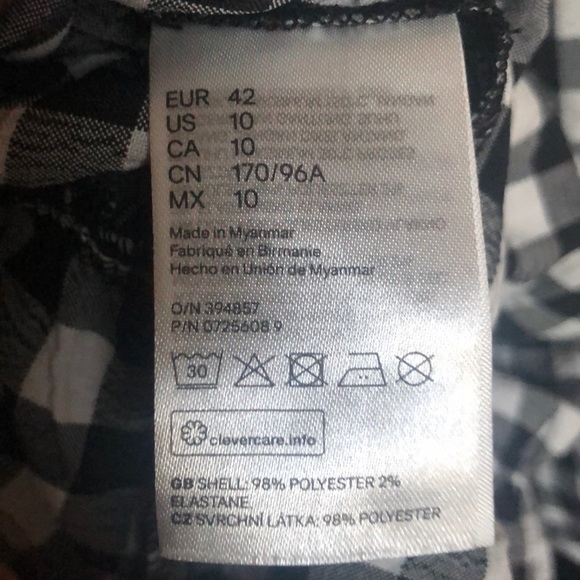 EUR 42
US 10
CA 10
CN 170/96A
MX 10
Made in Myanmar
Fabriqué en Birmanie
Hecho en Unión de Myanmar
O/N 394857
P/N 0725608 9
30
clevercare.info
GB SHELL: 98% POLYESTER 2%
ELASTANE
CZ SVRCHNÍ LÁTKA: 98% POLYESTER